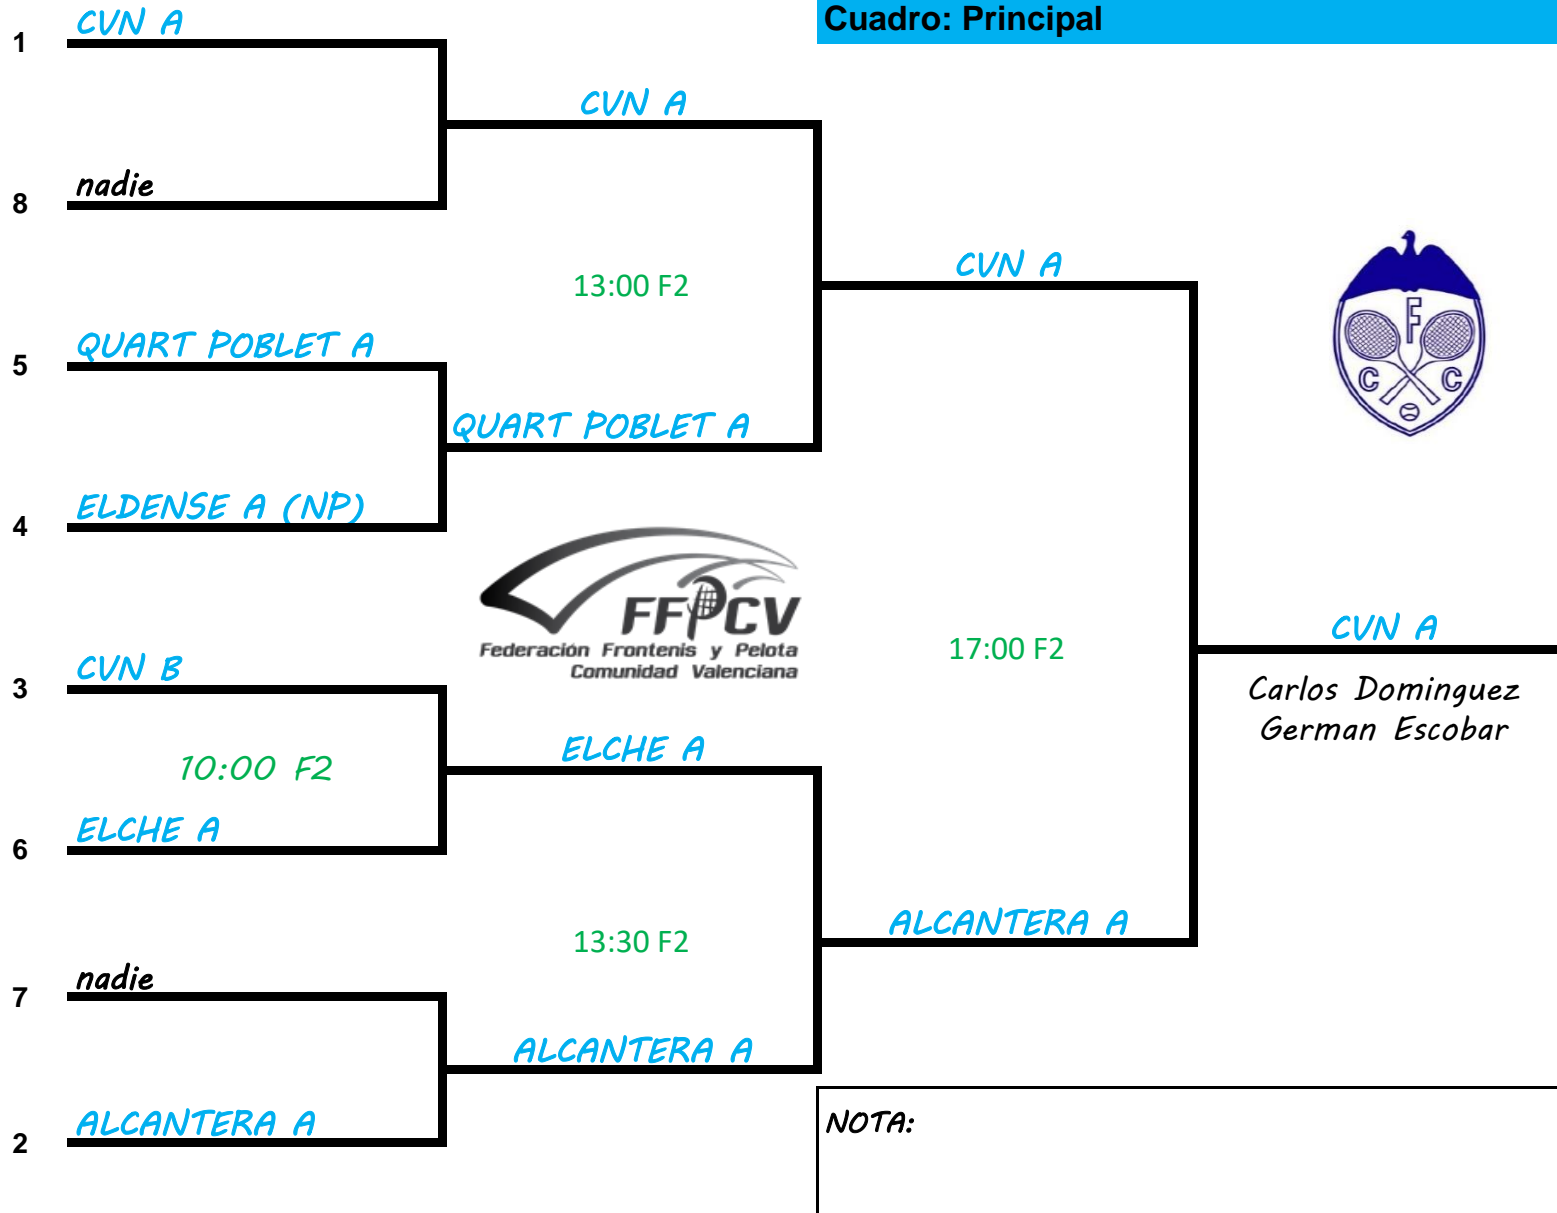 Cuadro: Principal
1 CVN A
CVN A
8 nadie
13:00 F2
CVN A
F
C C
5 QUART POBLET A
QUART POBLET A
4 ELDENSE A (NP)
FFPCV
Federación Frontenis y Pelota
Comunidad Valenciana
17:00 F2
CVN A
Carlos Dominguez
German Escobar
3 CVN B
10:00 F2
ELCHE A
6 ELCHE A
13:30 F2
ALCANTERA A
7 nadie
ALCANTERA A
2 ALCANTERA A
NOTA: